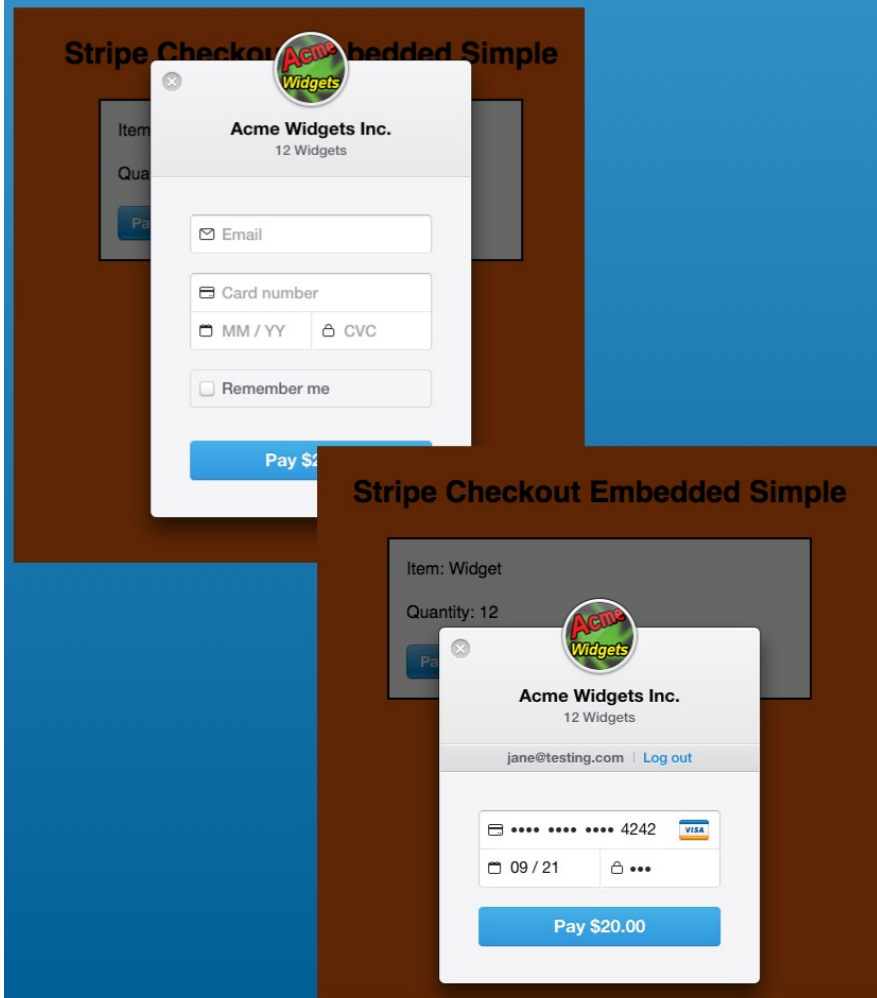 Stripe Checkou bedded Simple
Acme
Widgets
Acme Widgets Inc.
12 Widgets
Item
Qua
Pa
Email
Card number
MM / YY CVC
Remember me
Pay $2
Stripe Checkout Embedded Simple
Item: Widget
Quantity: 12
Pa
Acme
Widgets
Acme Widgets Inc.
12 Widgets
jane@testing.com | Log out
•••• •••• •••• 4242 VISA
09 / 21 •••
Pay $20.00